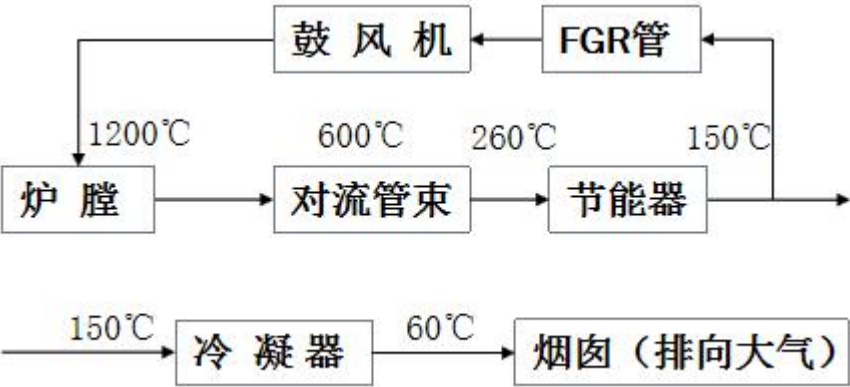 鼓 风 机
FGR管
1200℃
600℃
260℃
150℃
炉 膛
对流管束
节能器
150℃
60℃
冷 凝 器
烟囱（排向大气）